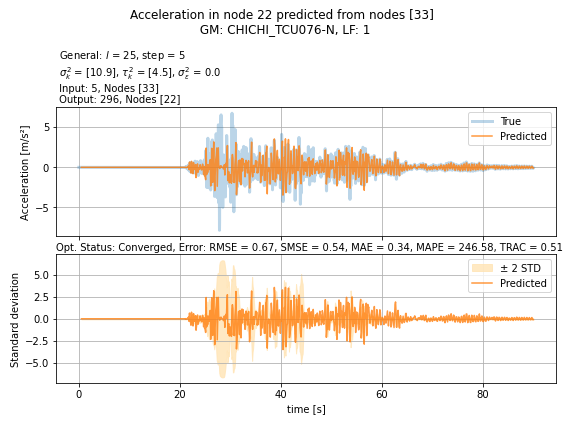 Acceleration in node 22 predicted from nodes [33]
GM: CHICHI_TCU076-N, LF: 1
General: l = 25, step = 5
σ²ₖ = [10.9], τ²ₖ = [4.5], σ²ε = 0.0
Input: 5, Nodes [33]
Output: 296, Nodes [22]
Acceleration [m/s²]
5
0
−5
True
Predicted
Opt. Status: Converged, Error: RMSE = 0.67, SMSE = 0.54, MAE = 0.34, MAPE = 246.58, TRAC = 0.51
Standard deviation
5.0
2.5
0.0
−2.5
−5.0
± 2 STD
Predicted
0 20 40 60 80
time [s]